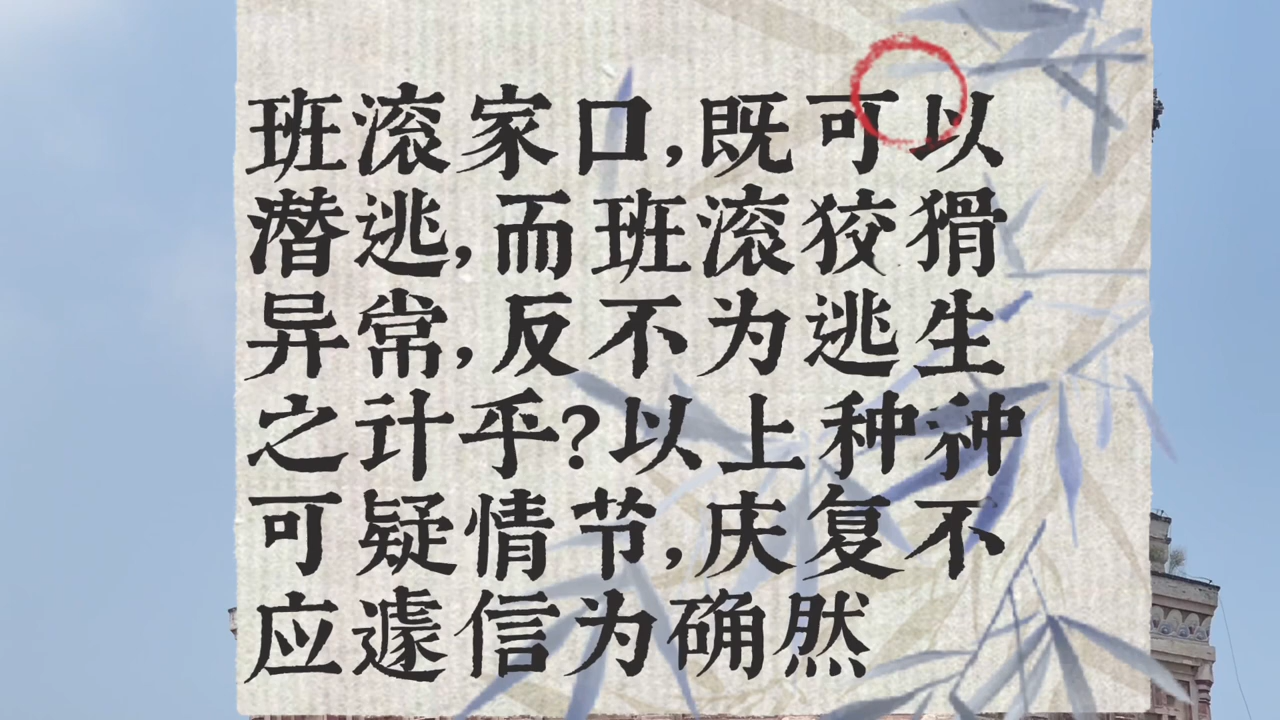 班滚家口,既可以
潜逃,而班滚狡猾
异常,反不为逃生
之计乎?以上种种
可疑情节,庆复不
应遽信为确然